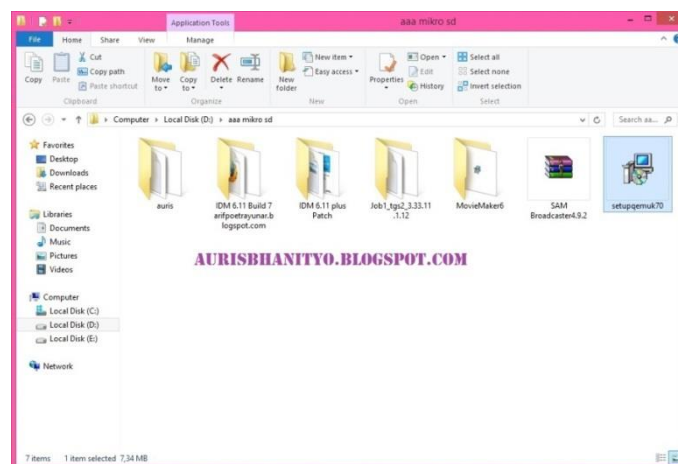 Application Tools
aaa mikro sd
File Home Share View Manage
Copy
Paste
Cut
Copy path
Paste shortcut
Clipboard
Move to
Copy to
Delete
Rename
Organize
New folder
New item
Easy access
New
Properties
Open
Edit
History
Open
Select all
Select none
Invert selection
Select
Computer Local Disk (D:) aaa mikro sd
Search aa...
Favorites
Desktop
Downloads
Recent places
Libraries
Documents
Music
Pictures
Videos
Computer
Local Disk (C:)
Local Disk (D:)
Local Disk (E:)
Network
auris
IDM 6.11 Build 7
arifpoetrayunar.b
logspot.com
IDM 6.11 plus
Patch
Job1_tgs2_3.33.11
.1.12
MovieMaker6
SAM
Broadcaster4.9.2
setupqemuk70
AURISBHANITYO.BLOGSPOT.COM
7 items 1 item selected 7,34 MB